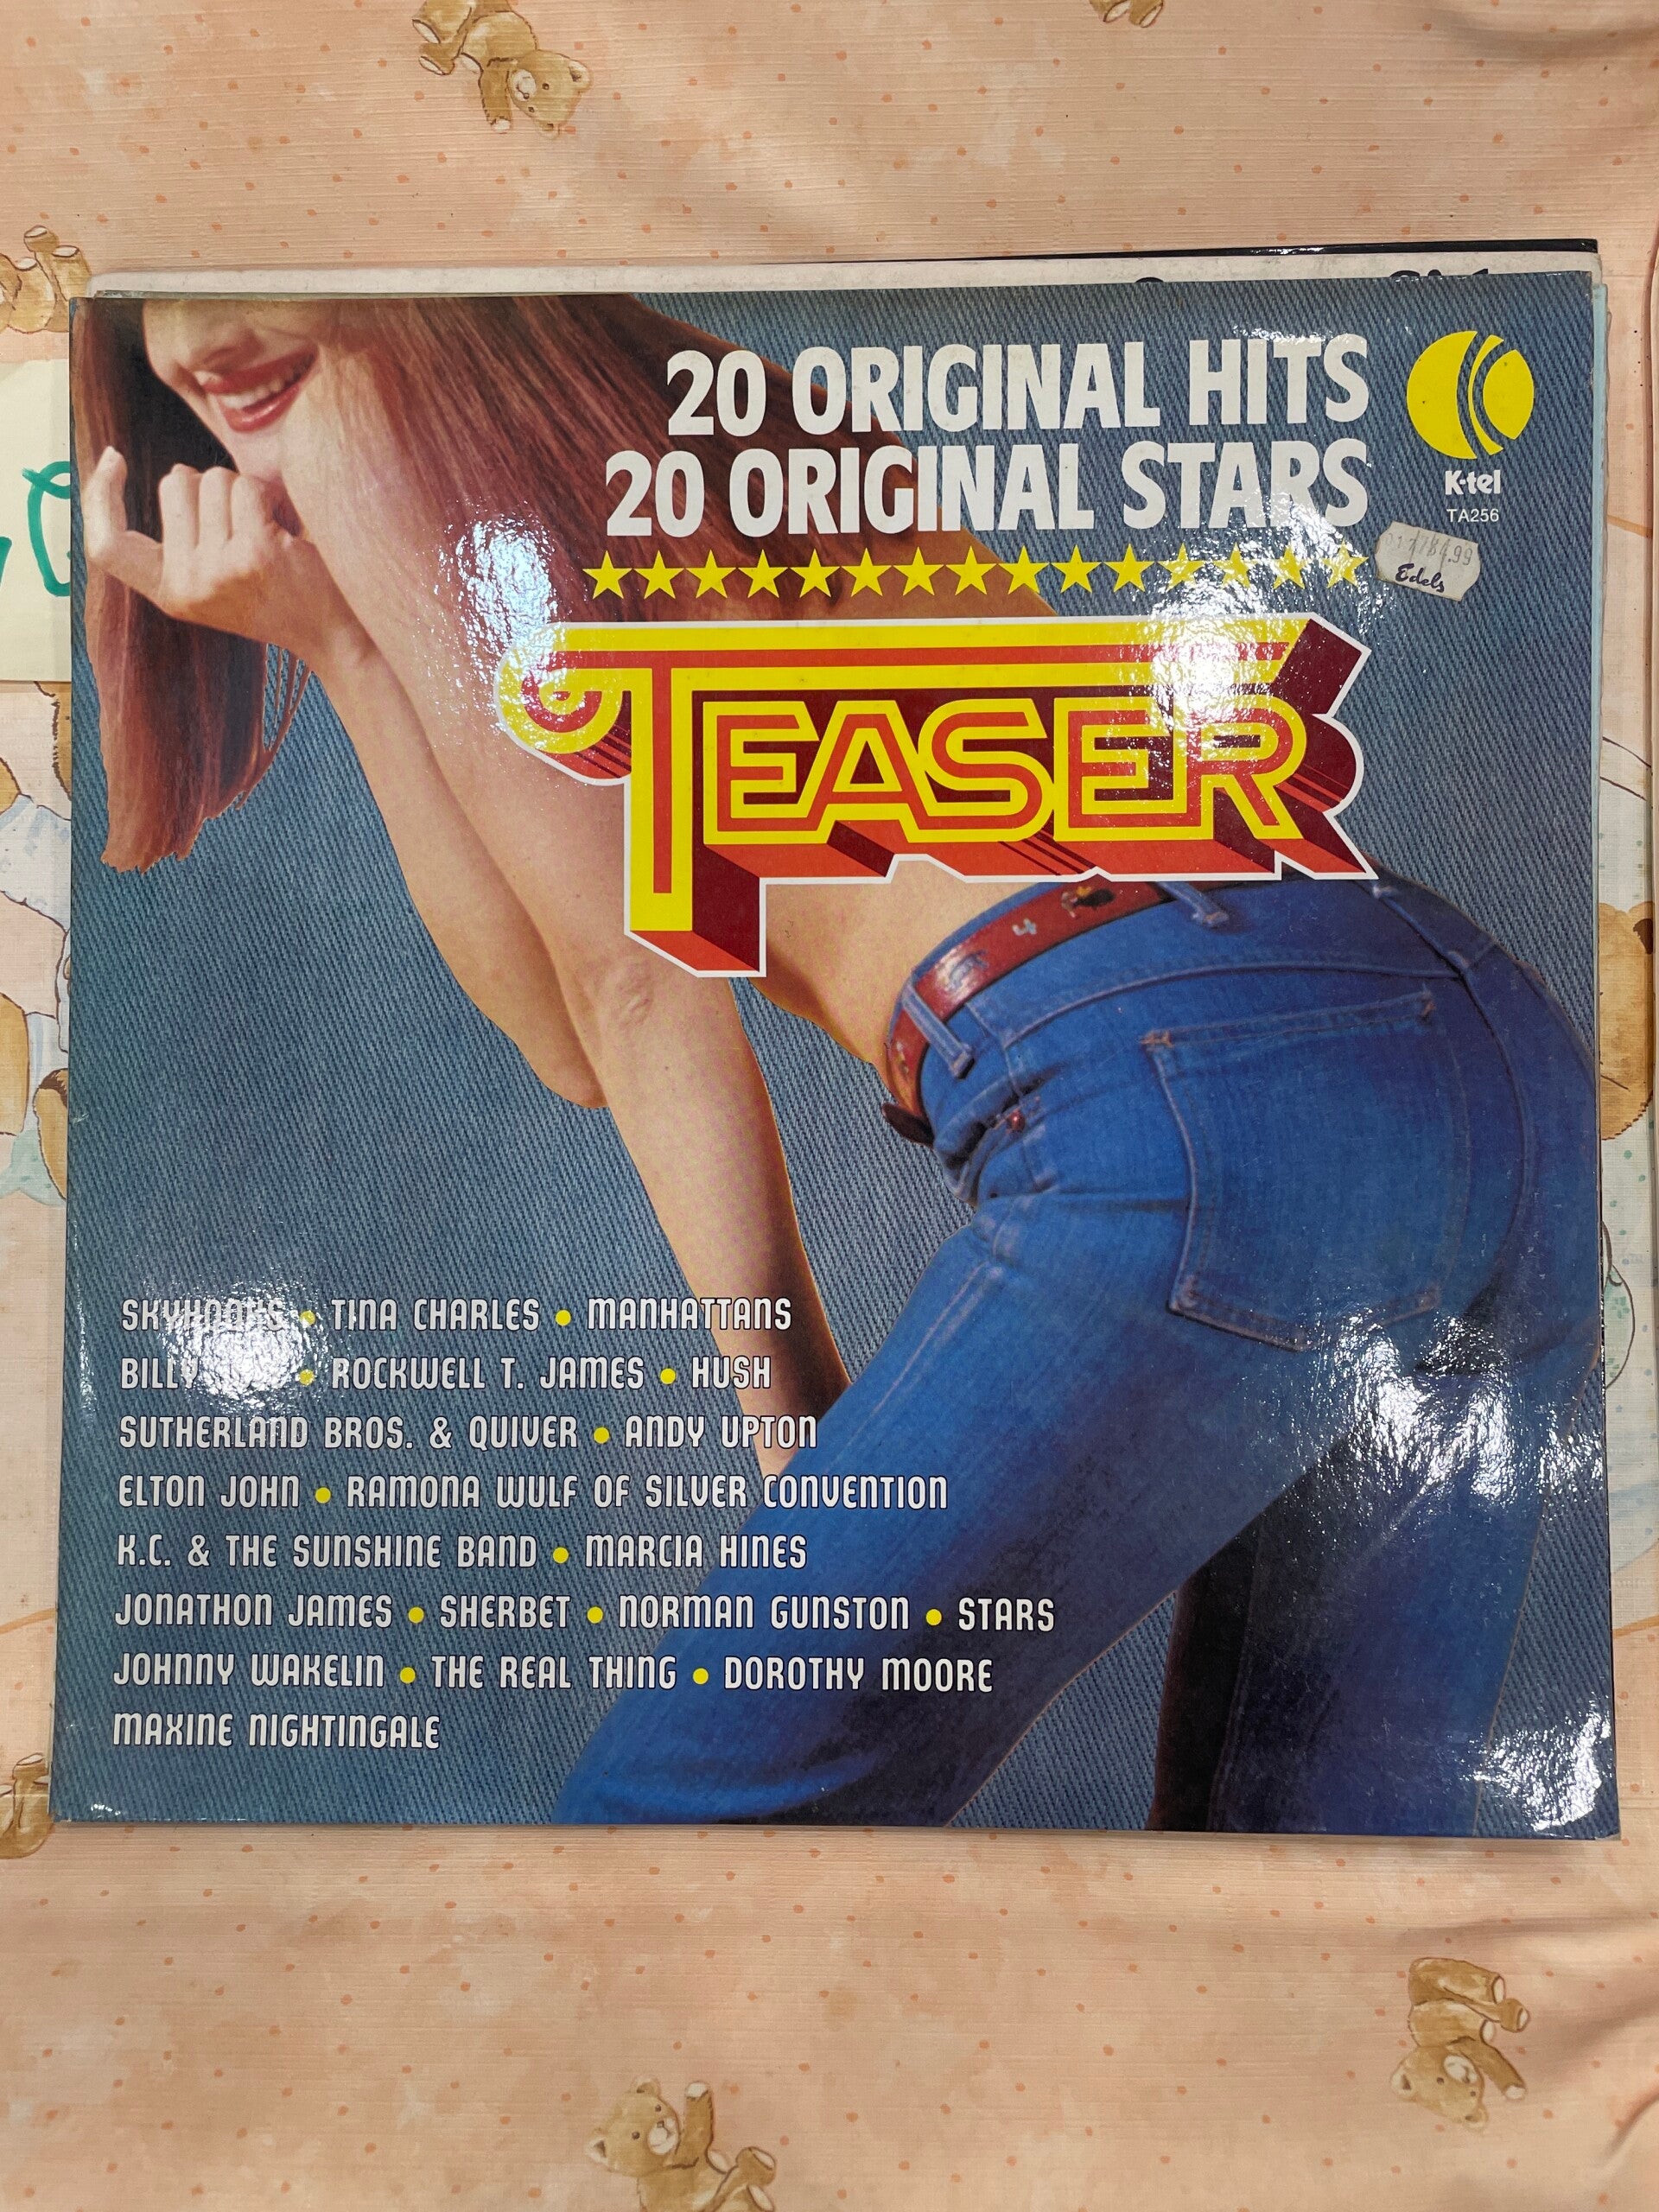 20 ORIGINAL HITS
20 ORIGINAL STARS
K-tel
TA256
Edels
TEASER
SKYHOOKS • TINA CHARLES • MANHATTANS
BILLY • ROCKWELL T. JAMES • HUSH
SUTHERLAND BROS. & QUIVER • ANDY UPTON
ELTON JOHN • RAMONA WULF OF SILVER CONVENTION
K.C. & THE SUNSHINE BAND • MARCIA HINES
JONATHON JAMES • SHERBET • NORMAN GUNSTON • STARS
JOHNNY WAKELIN • THE REAL THING • DOROTHY MOORE
MAXINE NIGHTINGALE